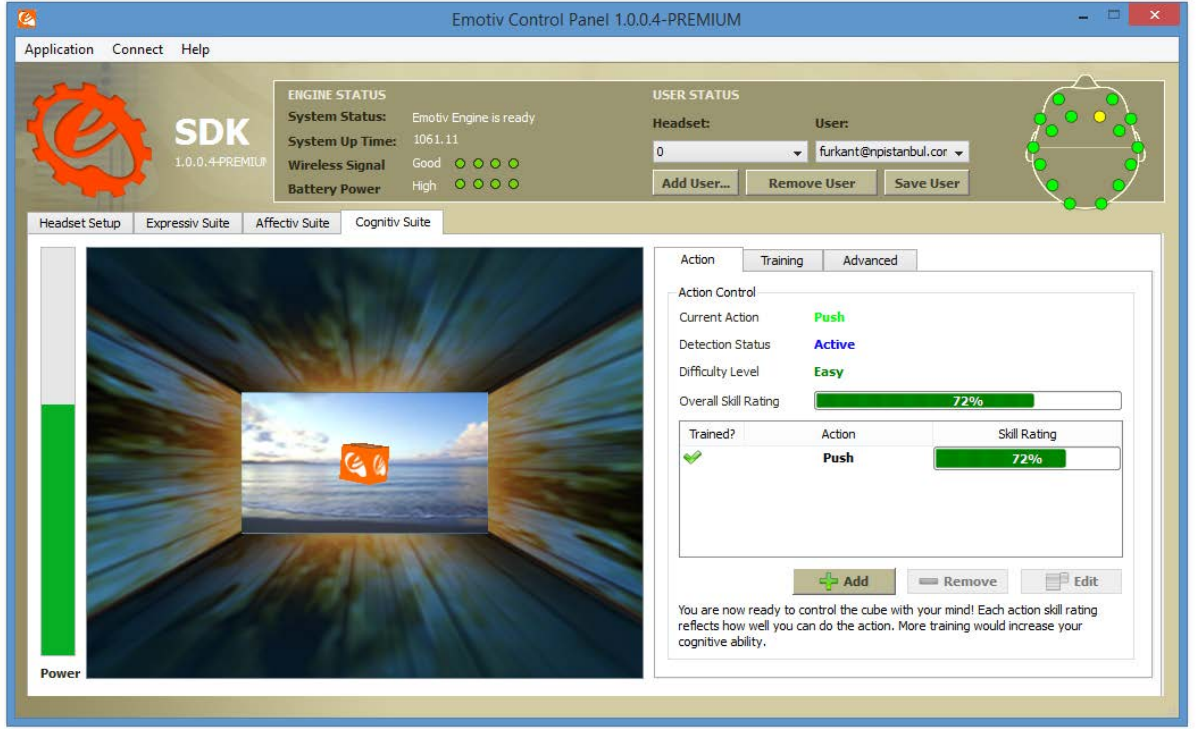 Emotiv Control Panel 1.0.0.4-PREMIUM
Application Connect Help
SDK
1.0.0.4-PREMIUM
ENGINE STATUS
System Status: Emotiv Engine is ready
System Up Time: 1061.11
Wireless Signal Good
Battery Power High
USER STATUS
Headset: User:
0 furkant@npistanbul.cor
Add User... Remove User Save User
Headset Setup Expressiv Suite Affectiv Suite Cognitiv Suite
Power
Action Training Advanced
Action Control
Current Action Push
Detection Status Active
Difficulty Level Easy
Overall Skill Rating 72%
Trained? Action Skill Rating
Push 72%
Add Remove Edit
You are now ready to control the cube with your mind! Each action skill rating
reflects how well you can do the action. More training would increase your
cognitive ability.